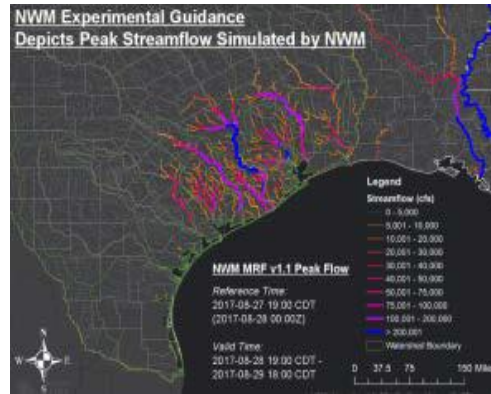 NWM Experimental Guidance
Depicts Peak Streamflow Simulated by NWM
Legend
Streamflow (cfs)
0 - 5,000
5,001 - 10,000
10,001 - 20,000
20,001 - 30,000
30,001 - 40,000
40,001 - 50,000
50,001 - 75,000
75,001 - 100,000
100,001 - 200,000
> 200,001
Watershed Boundary
NWM MRF v1.1 Peak Flow
Reference Time:
2017-08-27 19:00 CDT
(2017-08-28 00:00Z)
Valid Time:
2017-08-28 19:00 CDT -
2017-08-29 18:00 CDT
N
W
E
S
0 37.5 75 150 Miles